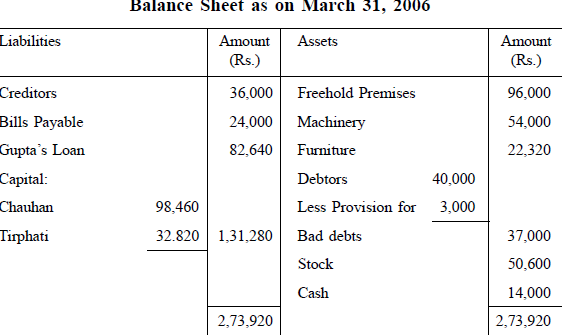 Balance Sheet as on March 31, 2006
Liabilities Amount Assets Amount
(Rs.) (Rs.)
Creditors 36,000 Freehold Premises 96,000
Bills Payable 24,000 Machinery 54,000
Gupta's Loan 82,640 Furniture 22,320
Capital: Debtors 40,000
Chauhan 98,460 Less Provision for 3,000
Tirphati 32.820 1,31,280 Bad debts 37,000
Stock 50,600
Cash 14,000
2,73,920 2,73,920